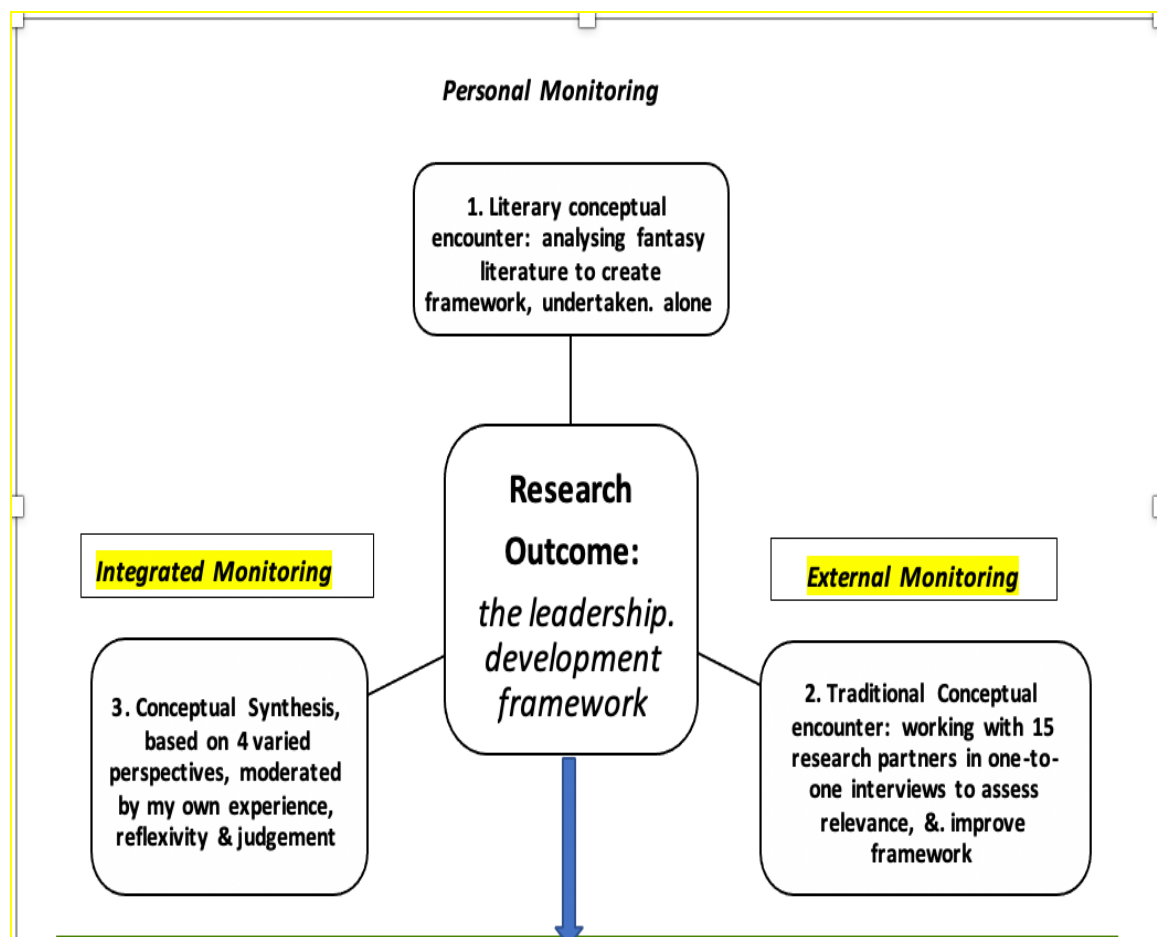 Personal Monitoring
1. Literary conceptual
encounter: analysing fantasy
literature to create
framework, undertaken. alone
Research
Outcome:
the leadership.
development
framework
Integrated Monitoring
3. Conceptual Synthesis,
based on 4 varied
perspectives, moderated
by my own experience,
reflexivity & judgement
External Monitoring
2. Traditional Conceptual
encounter: working with 15
research partners in one-to-
one interviews to assess
relevance, &. improve
framework